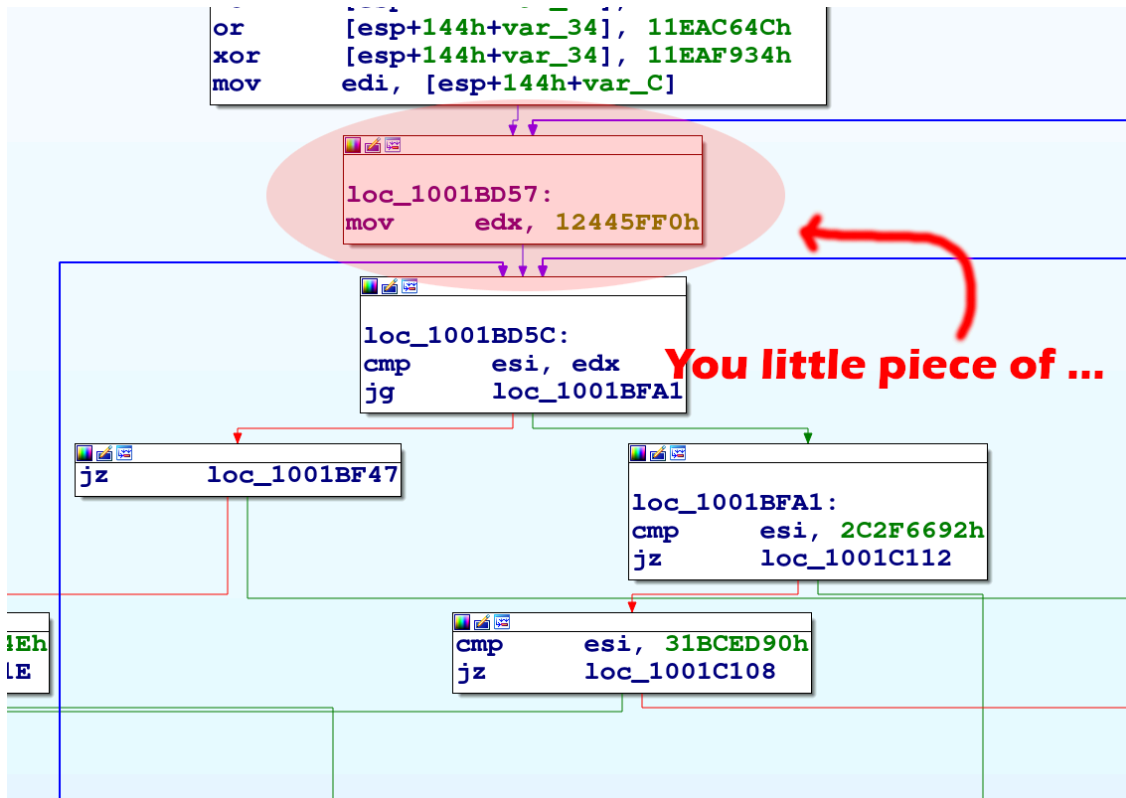 or [esp+144h+var_34], 11EAC64Ch
xor [esp+144h+var_34], 11EAF934h
mov edi, [esp+144h+var_C]
loc_1001BD57:
mov edx, 12445FF0h
loc_1001BD5C:
cmp esi, edx
jg loc_1001BFA1
You little piece of ...
jz loc_1001BF47
loc_1001BFA1:
cmp esi, 2C2F6692h
jz loc_1001C112
4Eh
1E
cmp esi, 31BCED90h
jz loc_1001C108